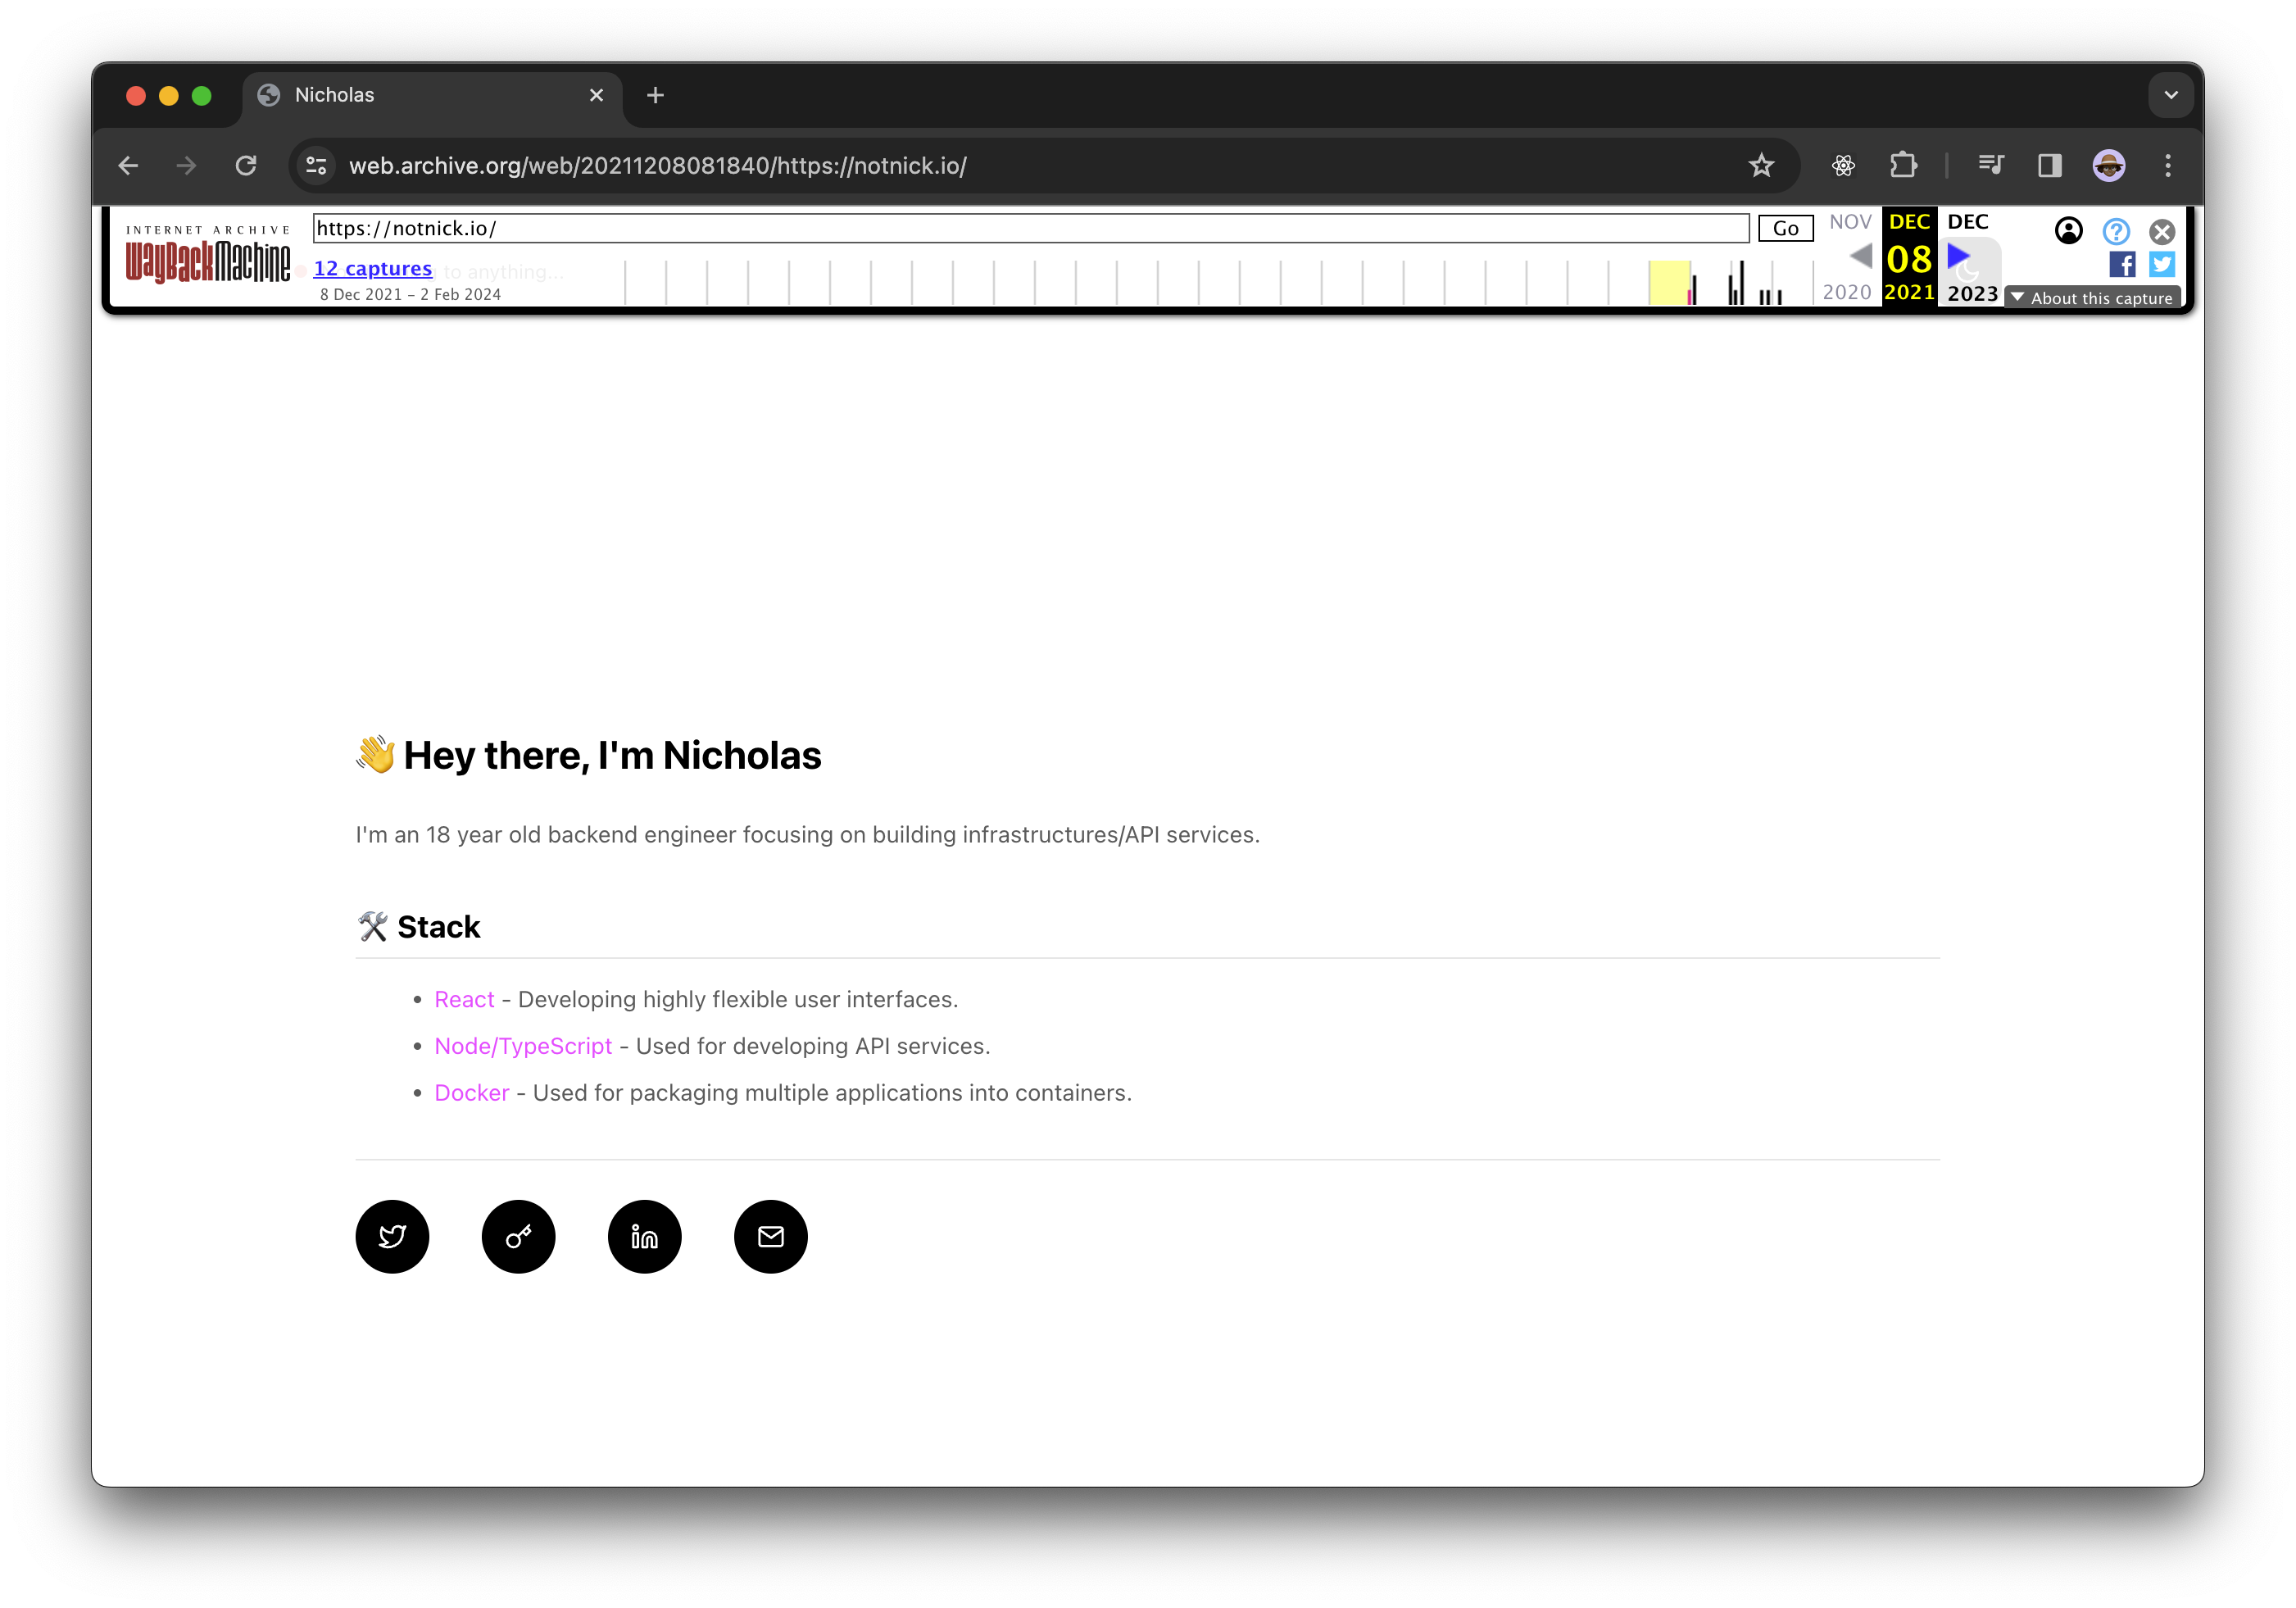 Nicholas
web.archive.org/web/20211208081840/https://notnick.io/
INTERNET ARCHIVE
WayBackMachine
https://notnick.io/
Go
12 captures
to anything...
8 Dec 2021 – 2 Feb 2024
NOV DEC DEC
08
2020 2021 2023
▼ About this capture
👋 Hey there, I'm Nicholas
I'm an 18 year old backend engineer focusing on building infrastructures/API services.
🛠 Stack
• React - Developing highly flexible user interfaces.
• Node/TypeScript - Used for developing API services.
• Docker - Used for packaging multiple applications into containers.